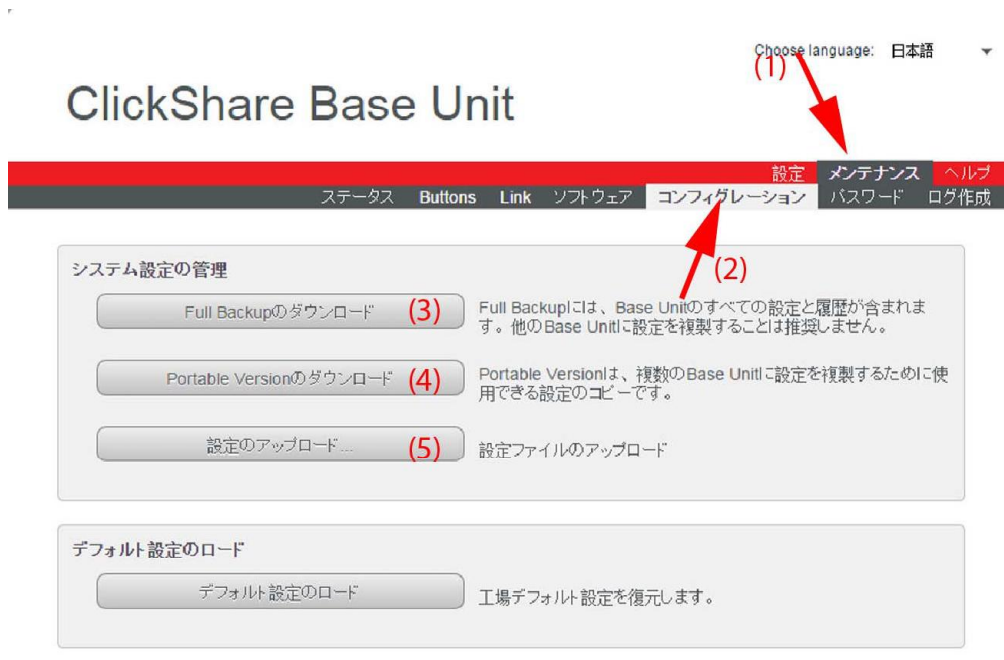 Choose language: 日本語
(1)
ClickShare Base Unit
設定 メンテナンス ヘルプ
ステータス Buttons Link ソフトウェア コンフィグレーション パスワード ログ作成
(2)
システム設定の管理
Full Backupのダウンロード (3)
Full Backupには、Base Unitのすべての設定と履歴が含まれま
す。他のBase Unitに設定を複製することは推奨しません。
Portable Versionのダウンロード (4)
Portable Versionは、複数のBase Unitに設定を複製するために使
用できる設定のコピーです。
設定のアップロード... (5)
設定ファイルのアップロード
デフォルト設定のロード
デフォルト設定のロード
工場デフォルト設定を復元します。